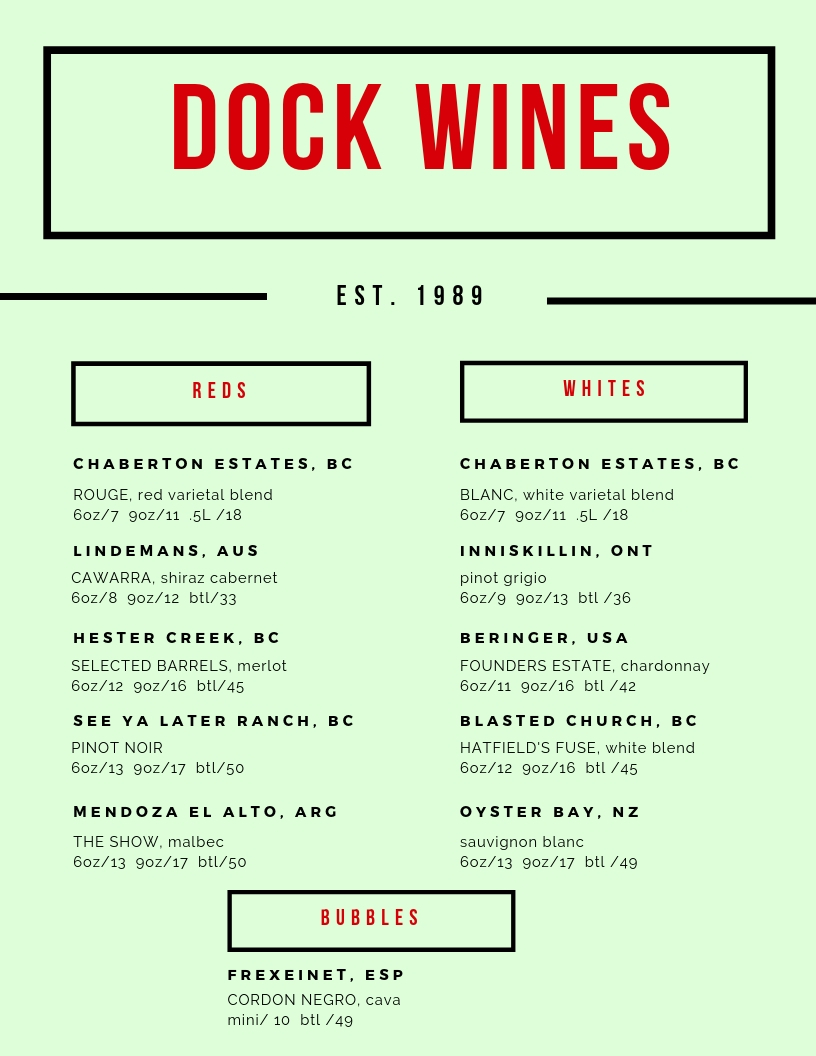 DOCK WINES
EST. 1989
REDS
CHABERTON ESTATES, BC
ROUGE, red varietal blend
6oz/7  9oz/11  .5L /18
LINDEMANS, AUS
CAWARRA, shiraz cabernet
6oz/8  9oz/12  btl/33
HESTER CREEK, BC
SELECTED BARRELS, merlot
6oz/12  9oz/16  btl/45
SEE YA LATER RANCH, BC
PINOT NOIR
6oz/13  9oz/17  btl/50
MENDOZA EL ALTO, ARG
THE SHOW, malbec
6oz/13  9oz/17  btl/50
WHITES
CHABERTON ESTATES, BC
BLANC, white varietal blend
6oz/7  9oz/11  .5L /18
INNISKILLIN, ONT
pinot grigio
6oz/9  9oz/13  btl /36
BERINGER, USA
FOUNDERS ESTATE, chardonnay
6oz/11  9oz/16  btl /42
BLASTED CHURCH, BC
HATFIELD'S FUSE, white blend
6oz/12  9oz/16  btl /45
OYSTER BAY, NZ
sauvignon blanc
6oz/13  9oz/17  btl /49
BUBBLES
FREXEINET, ESP
CORDON NEGRO, cava
mini/ 10  btl /49